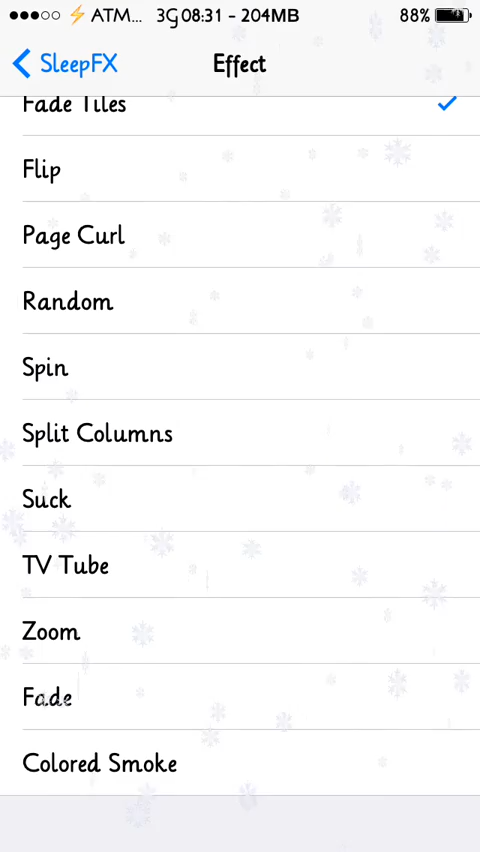 ATM... 3G 08:31 - 204MB 88%
SleepFX Effect
Fade Tiles
Flip
Page Curl
Random
Spin
Split Columns
Suck
TV Tube
Zoom
Fade
Colored Smoke